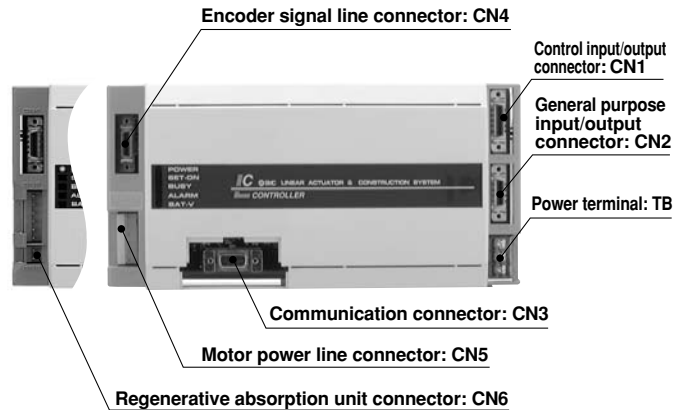 Encoder signal line connector: CN4
Control input/output
connector: CN1
General purpose
input/output
connector: CN2
Power terminal: TB
POWER
SET-ON
BUSY
ALARM
BAT-V
LINEAR ACTUATOR & CONSTRUCTION SYSTEM
CONTROLLER
Communication connector: CN3
Motor power line connector: CN5
Regenerative absorption unit connector: CN6